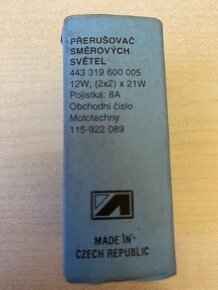 PŘERUŠOVAČ
SMĚROVÝCH
SVĚTEL
443 319 600 005
12W; (2x2) x 21W
Pojistka: 8A
Obchodní číslo
Mototechny
115-922 089
MADE IN
CZECH REPUBLIC